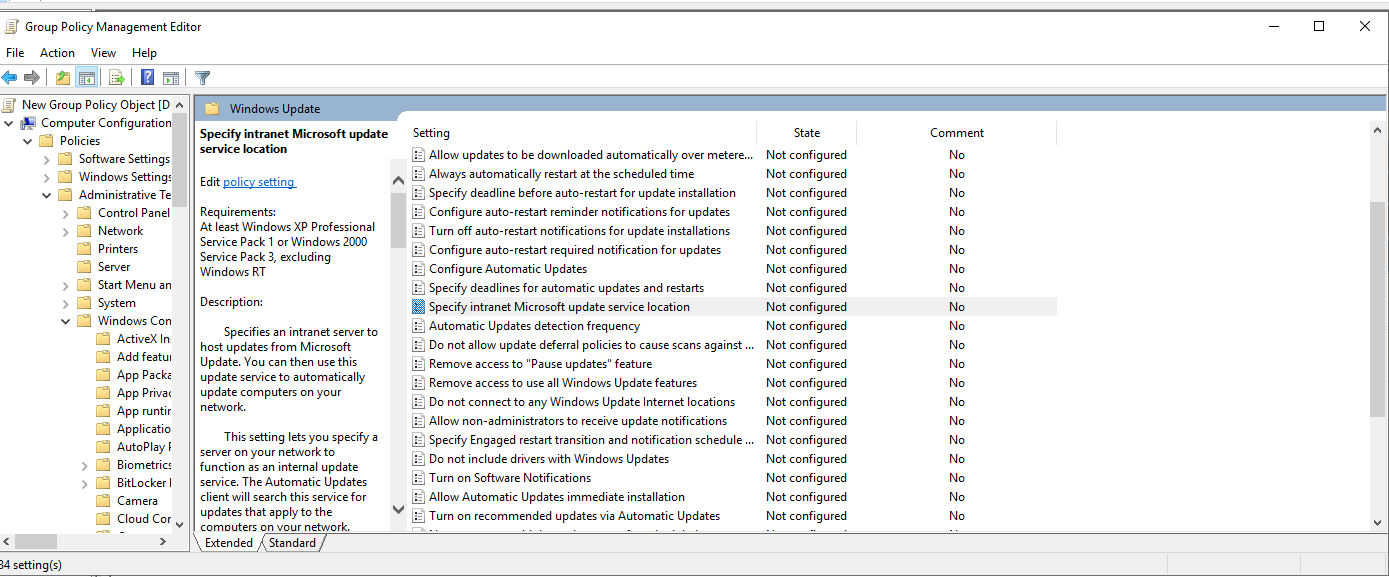 Group Policy Management Editor
File Action View Help
New Group Policy Object [D
Computer Configuration
Policies
Software Settings
Windows Settings
Administrative Te
Control Panel
Network
Printers
Server
Start Menu an
System
Windows Con
ActiveX In
Add featu
App Packa
App Privac
App runtir
Applicatio
AutoPlay P
Biometrics
BitLocker
Camera
Cloud Cor
Windows Update
Specify intranet Microsoft update
service location
Edit policy setting
Requirements:
At least Windows XP Professional
Service Pack 1 or Windows 2000
Service Pack 3, excluding
Windows RT
Description:
Specifies an intranet server to
host updates from Microsoft
Update. You can then use this
update service to automatically
update computers on your
network.
This setting lets you specify a
server on your network to
function as an internal update
service. The Automatic Updates
client will search this service for
updates that apply to the
computers on your network.
Setting State Comment
Allow updates to be downloaded automatically over metere... Not configured No
Always automatically restart at the scheduled time Not configured No
Specify deadline before auto-restart for update installation Not configured No
Configure auto-restart reminder notifications for updates Not configured No
Turn off auto-restart notifications for update installations Not configured No
Configure auto-restart required notification for updates Not configured No
Configure Automatic Updates Not configured No
Specify deadlines for automatic updates and restarts Not configured No
Specify intranet Microsoft update service location Not configured No
Automatic Updates detection frequency Not configured No
Do not allow update deferral policies to cause scans against ... Not configured No
Remove access to "Pause updates" feature Not configured No
Remove access to use all Windows Update features Not configured No
Do not connect to any Windows Update Internet locations Not configured No
Allow non-administrators to receive update notifications Not configured No
Specify Engaged restart transition and notification schedule ... Not configured No
Do not include drivers with Windows Updates Not configured No
Turn on Software Notifications Not configured No
Allow Automatic Updates immediate installation Not configured No
Turn on recommended updates via Automatic Updates Not configured No
Extended Standard
34 setting(s)